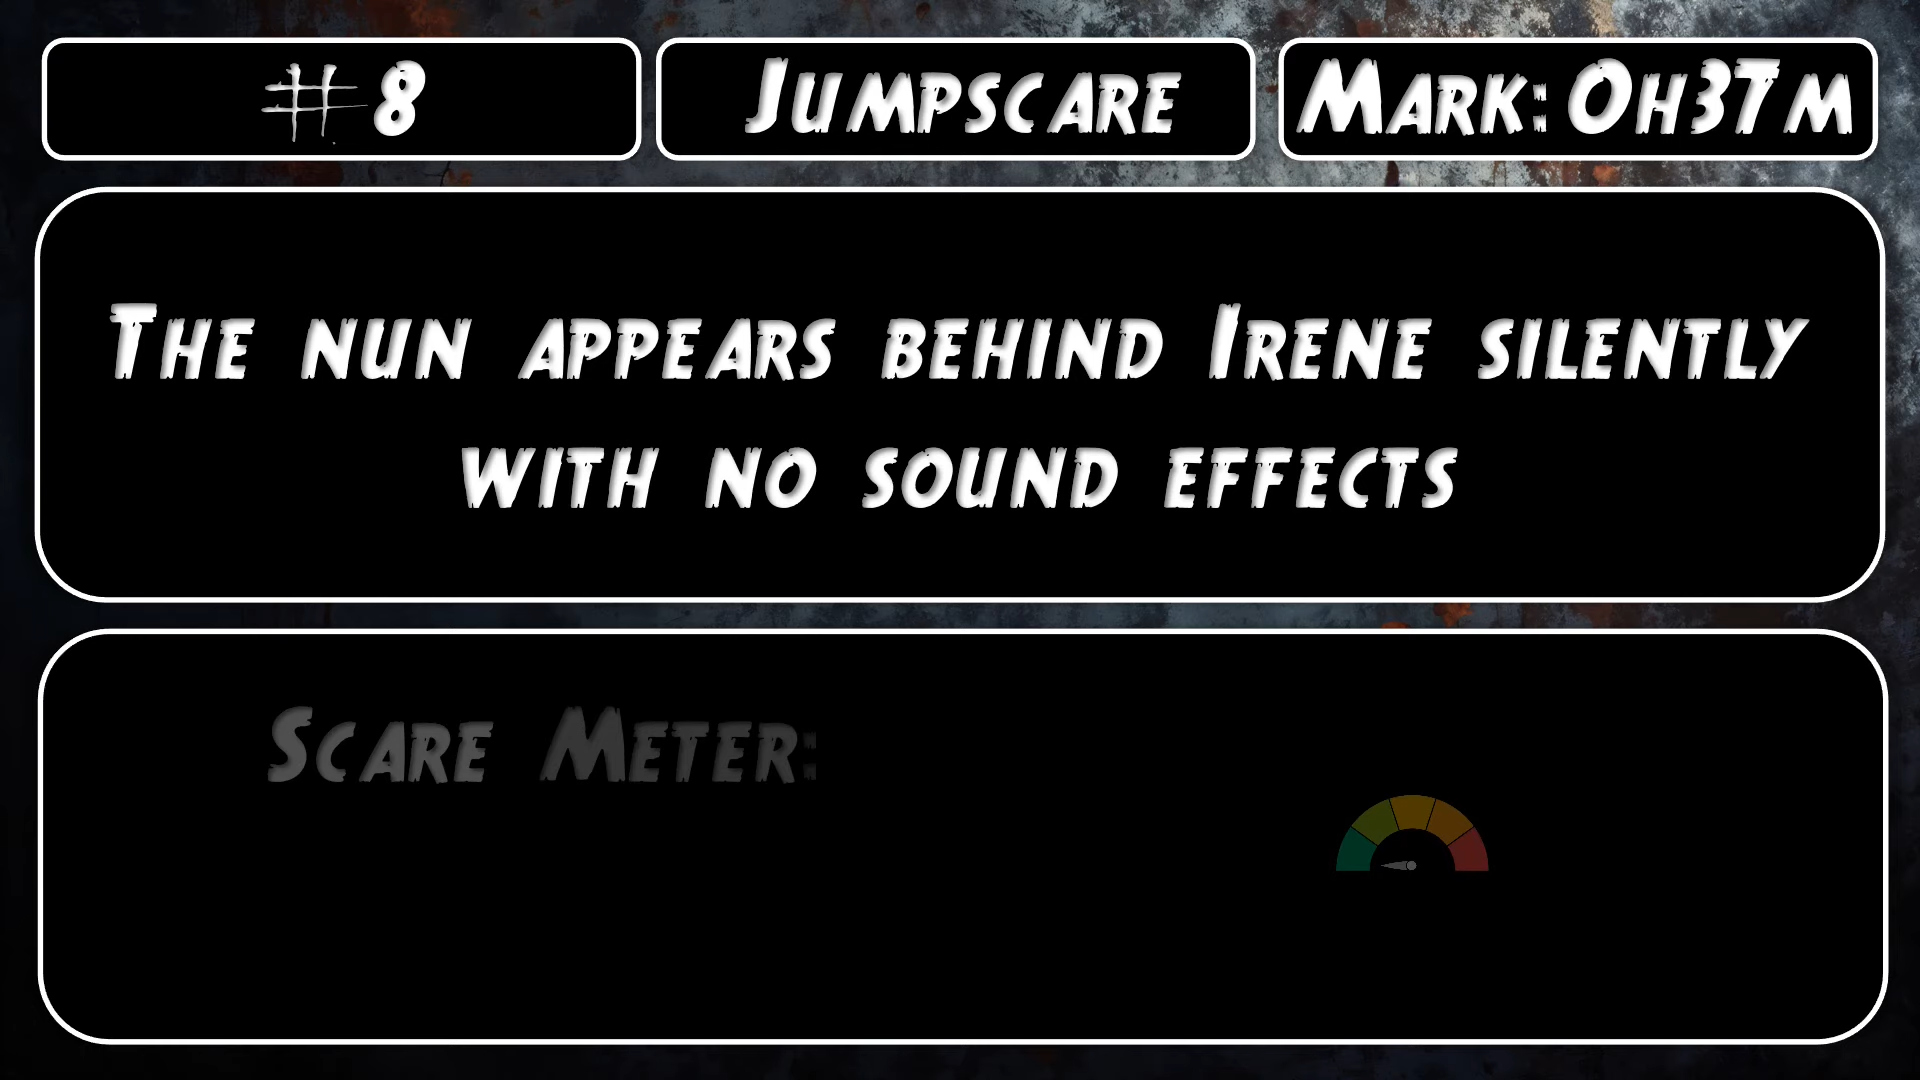 #8
Jumpscare
Mark: 0h37m
The nun appears behind Irene silently
with no sound effects
Scare Meter: